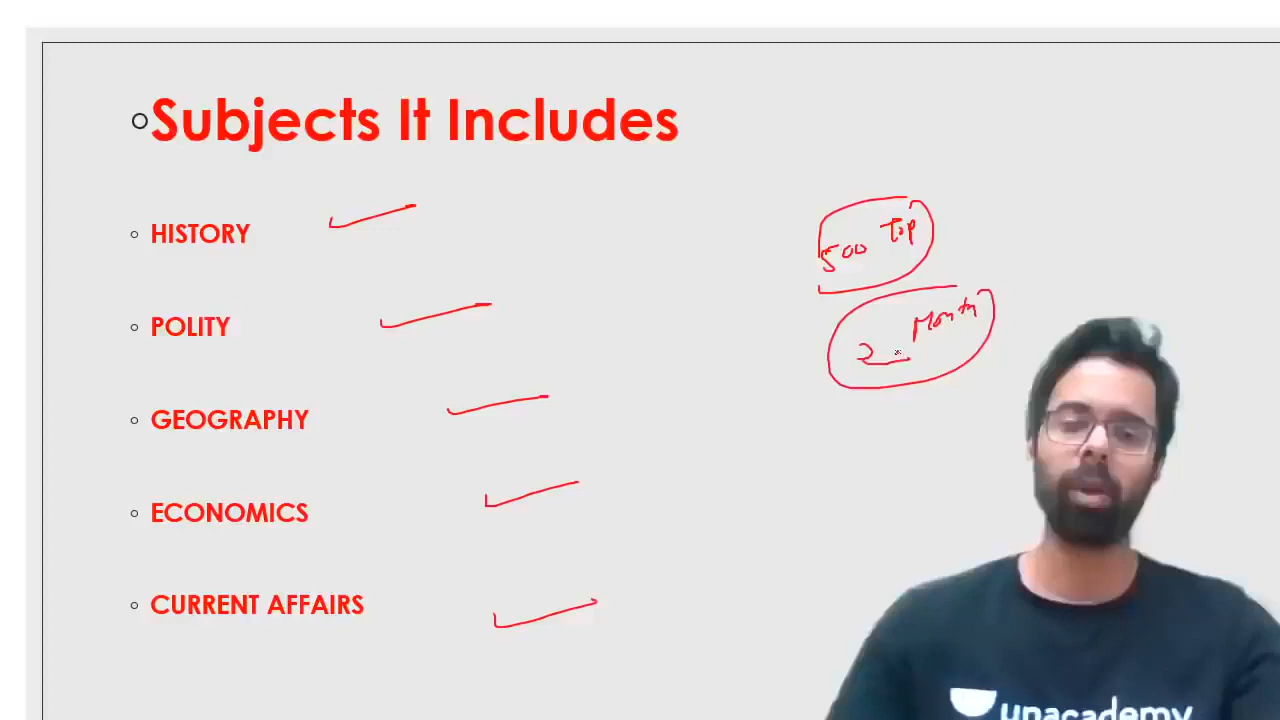 Subjects It Includes
HISTORY
POLITY
GEOGRAPHY
ECONOMICS
CURRENT AFFAIRS
500 Top
2 Month
unacademy